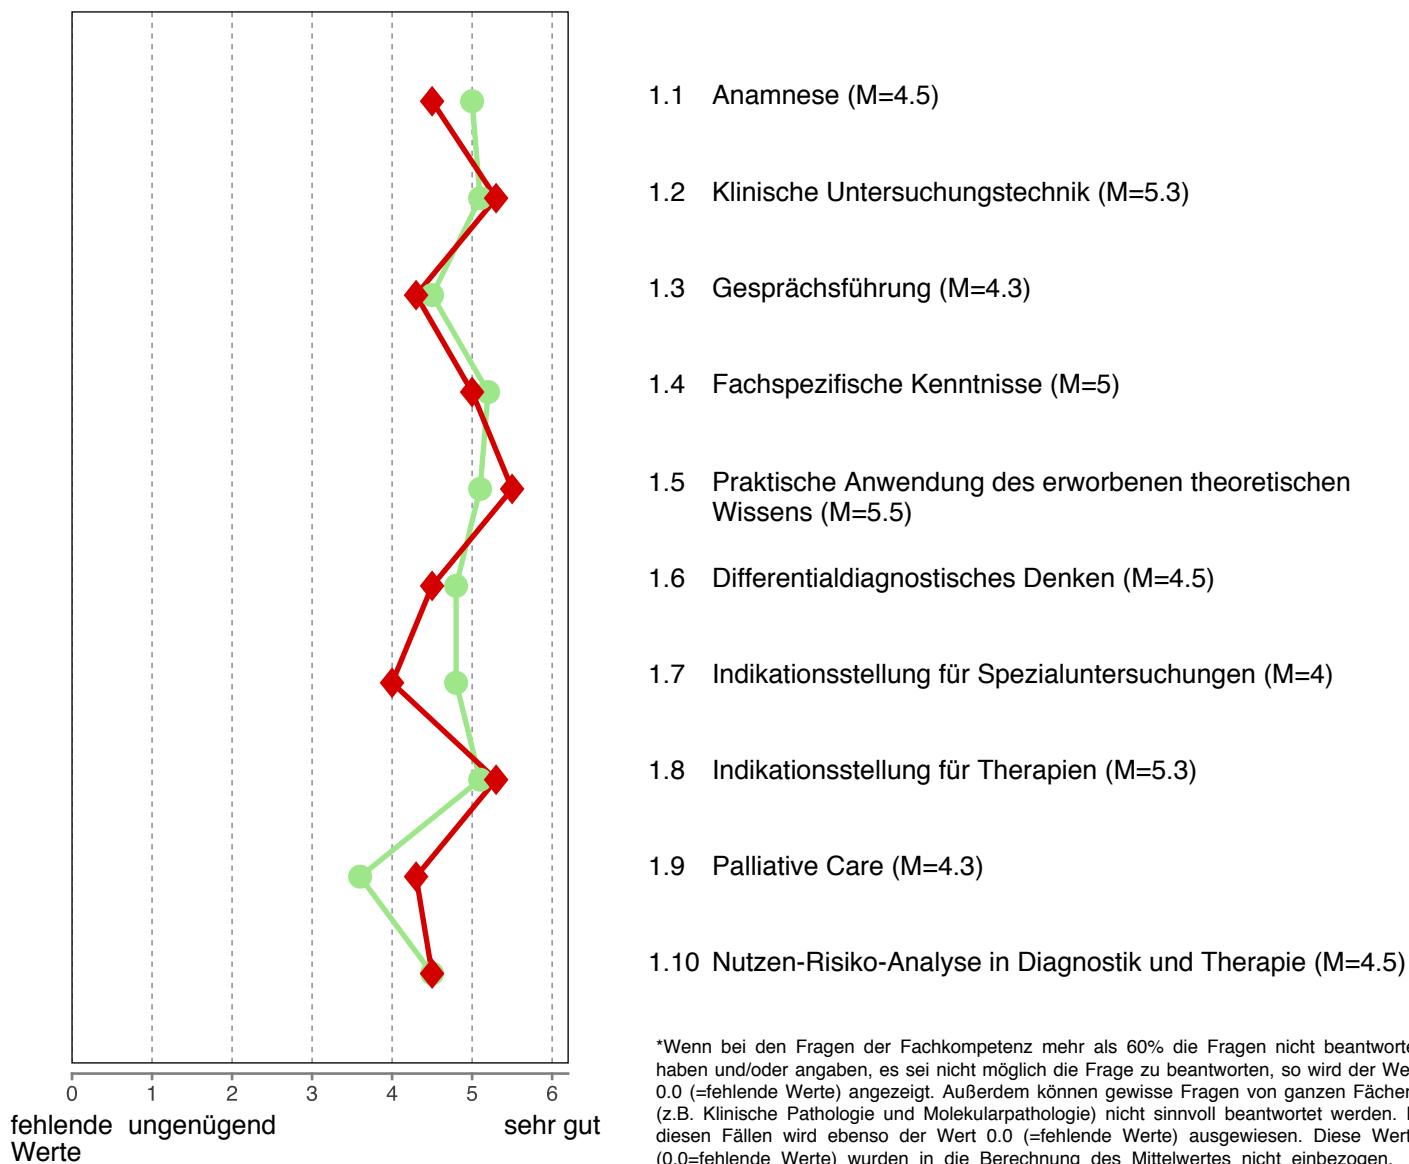 1.1 Anamnese (M=4.5)
1.2 Klinische Untersuchungstechnik (M=5.3)
1.3 Gesprächsführung (M=4.3)
1.4 Fachspezifische Kenntnisse (M=5)
1.5 Praktische Anwendung des erworbenen theoretischen
Wissens (M=5.5)
1.6 Differentialdiagnostisches Denken (M=4.5)
1.7 Indikationsstellung für Spezialuntersuchungen (M=4)
1.8 Indikationsstellung für Therapien (M=5.3)
1.9 Palliative Care (M=4.3)
1.10 Nutzen-Risiko-Analyse in Diagnostik und Therapie (M=4.5)
0 1 2 3 4 5 6
fehlende ungenügend sehr gut
Werte
*Wenn bei den Fragen der Fachkompetenz mehr als 60% die Fragen nicht
haben und/oder angaben, es sei nicht möglich die Frage zu beantworten, so wird der
0.0 (=fehlende Werte) angezeigt. Außerdem können gewisse Fragen von ganzen
(z.B. Klinische Pathologie und Molekularpathologie) nicht sinnvoll beantwortet werden.
diesen Fällen wird ebenso der Wert 0.0 (=fehlende Werte) ausgewiesen. Diese
(0.0=fehlende Werte) wurden in die Berechnung des Mittelwertes nicht einbezogen.